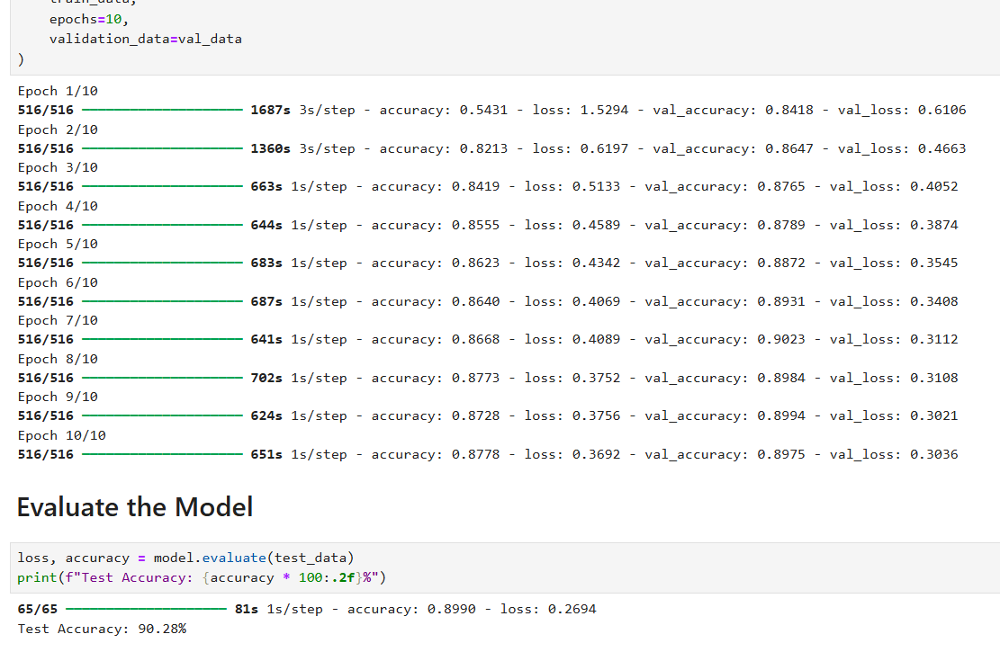 train_data,
epochs=10,
validation_data=val_data
)
Epoch 1/10
516/516 1687s 3s/step - accuracy: 0.5431 - loss: 1.5294 - val_accuracy: 0.8418 - val_loss: 0.6106
Epoch 2/10
516/516 1360s 3s/step - accuracy: 0.8213 - loss: 0.6197 - val_accuracy: 0.8647 - val_loss: 0.4663
Epoch 3/10
516/516 663s 1s/step - accuracy: 0.8419 - loss: 0.5133 - val_accuracy: 0.8765 - val_loss: 0.4052
Epoch 4/10
516/516 644s 1s/step - accuracy: 0.8555 - loss: 0.4589 - val_accuracy: 0.8789 - val_loss: 0.3874
Epoch 5/10
516/516 683s 1s/step - accuracy: 0.8623 - loss: 0.4342 - val_accuracy: 0.8872 - val_loss: 0.3545
Epoch 6/10
516/516 687s 1s/step - accuracy: 0.8640 - loss: 0.4069 - val_accuracy: 0.8931 - val_loss: 0.3408
Epoch 7/10
516/516 641s 1s/step - accuracy: 0.8668 - loss: 0.4089 - val_accuracy: 0.9023 - val_loss: 0.3112
Epoch 8/10
516/516 702s 1s/step - accuracy: 0.8773 - loss: 0.3752 - val_accuracy: 0.8984 - val_loss: 0.3108
Epoch 9/10
516/516 624s 1s/step - accuracy: 0.8728 - loss: 0.3756 - val_accuracy: 0.8994 - val_loss: 0.3021
Epoch 10/10
516/516 651s 1s/step - accuracy: 0.8778 - loss: 0.3692 - val_accuracy: 0.8975 - val_loss: 0.3036
Evaluate the Model
loss, accuracy = model.evaluate(test_data)
print(f"Test Accuracy: {accuracy * 100:.2f}%")
65/65 81s 1s/step - accuracy: 0.8990 - loss: 0.2694
Test Accuracy: 90.28%